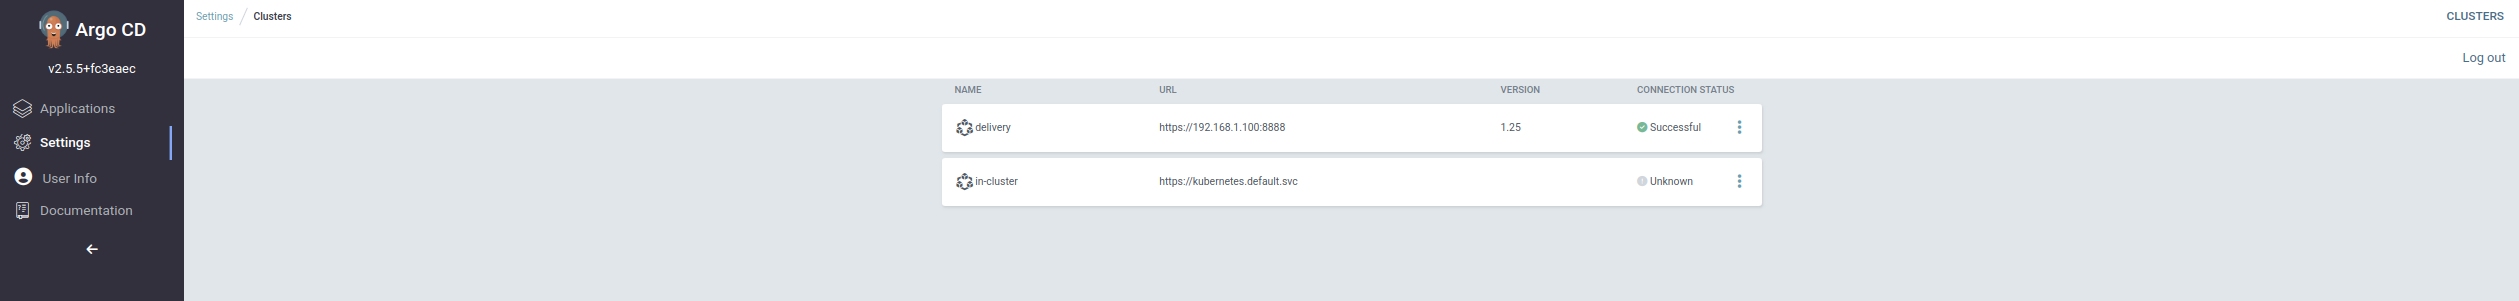 Argo CD
v2.5.5+fc3eaec
Applications
Settings
User Info
Documentation
Settings / Clusters
CLUSTERS
Log out
NAME URL VERSION CONNECTION STATUS
delivery https://192.168.1.100:8888 1.25 Successful
in-cluster https://kubernetes.default.svc Unknown